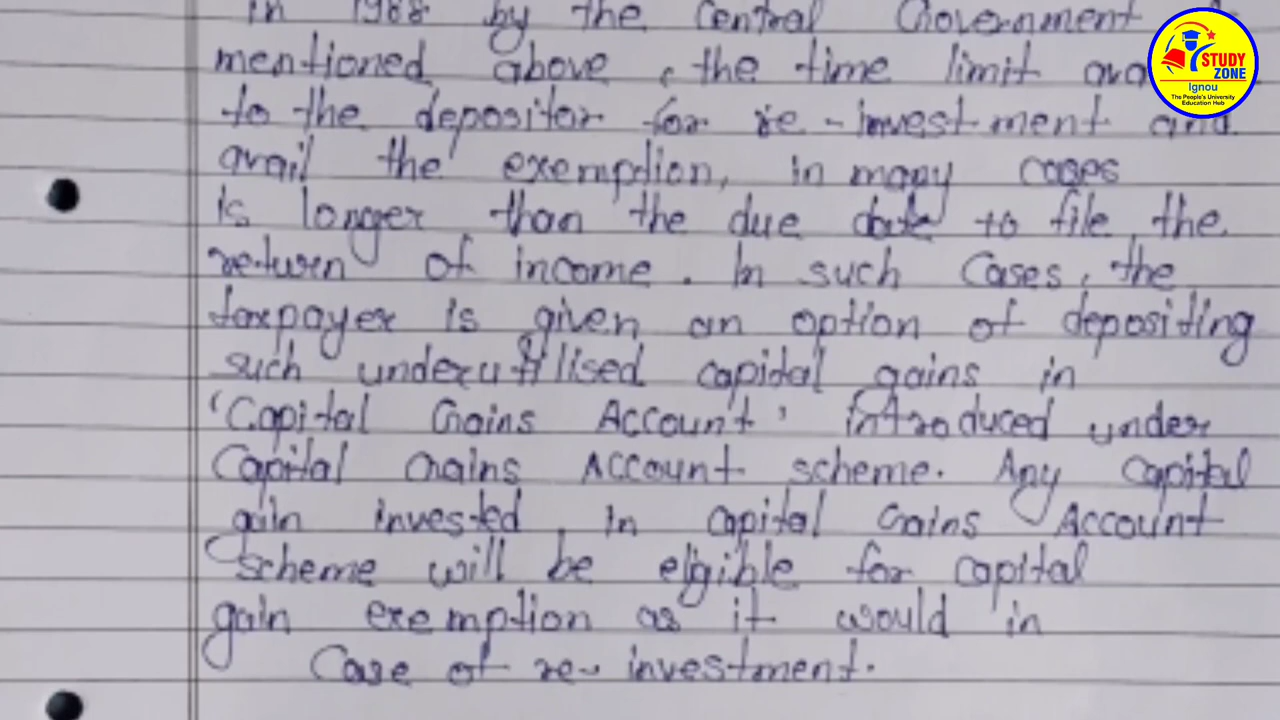 in 1988 by the Central Government
mentioned above, the time limit
to the depositor for re-investment and
avail the exemption, in many cases
is longer than the due date to file the
return of income. In such Cases, the
taxpayer is given an option of depositing
such underutilised capital gains in
'Capital Gains Account' introduced under
Capital Gains Account scheme. Any Capital
gain invested in capital Gains Account
scheme will be eligible for capital
gain exemption as it would in
Case of re-investment.
STUDY
ZONE
Ignou
The People's University
Education Hub